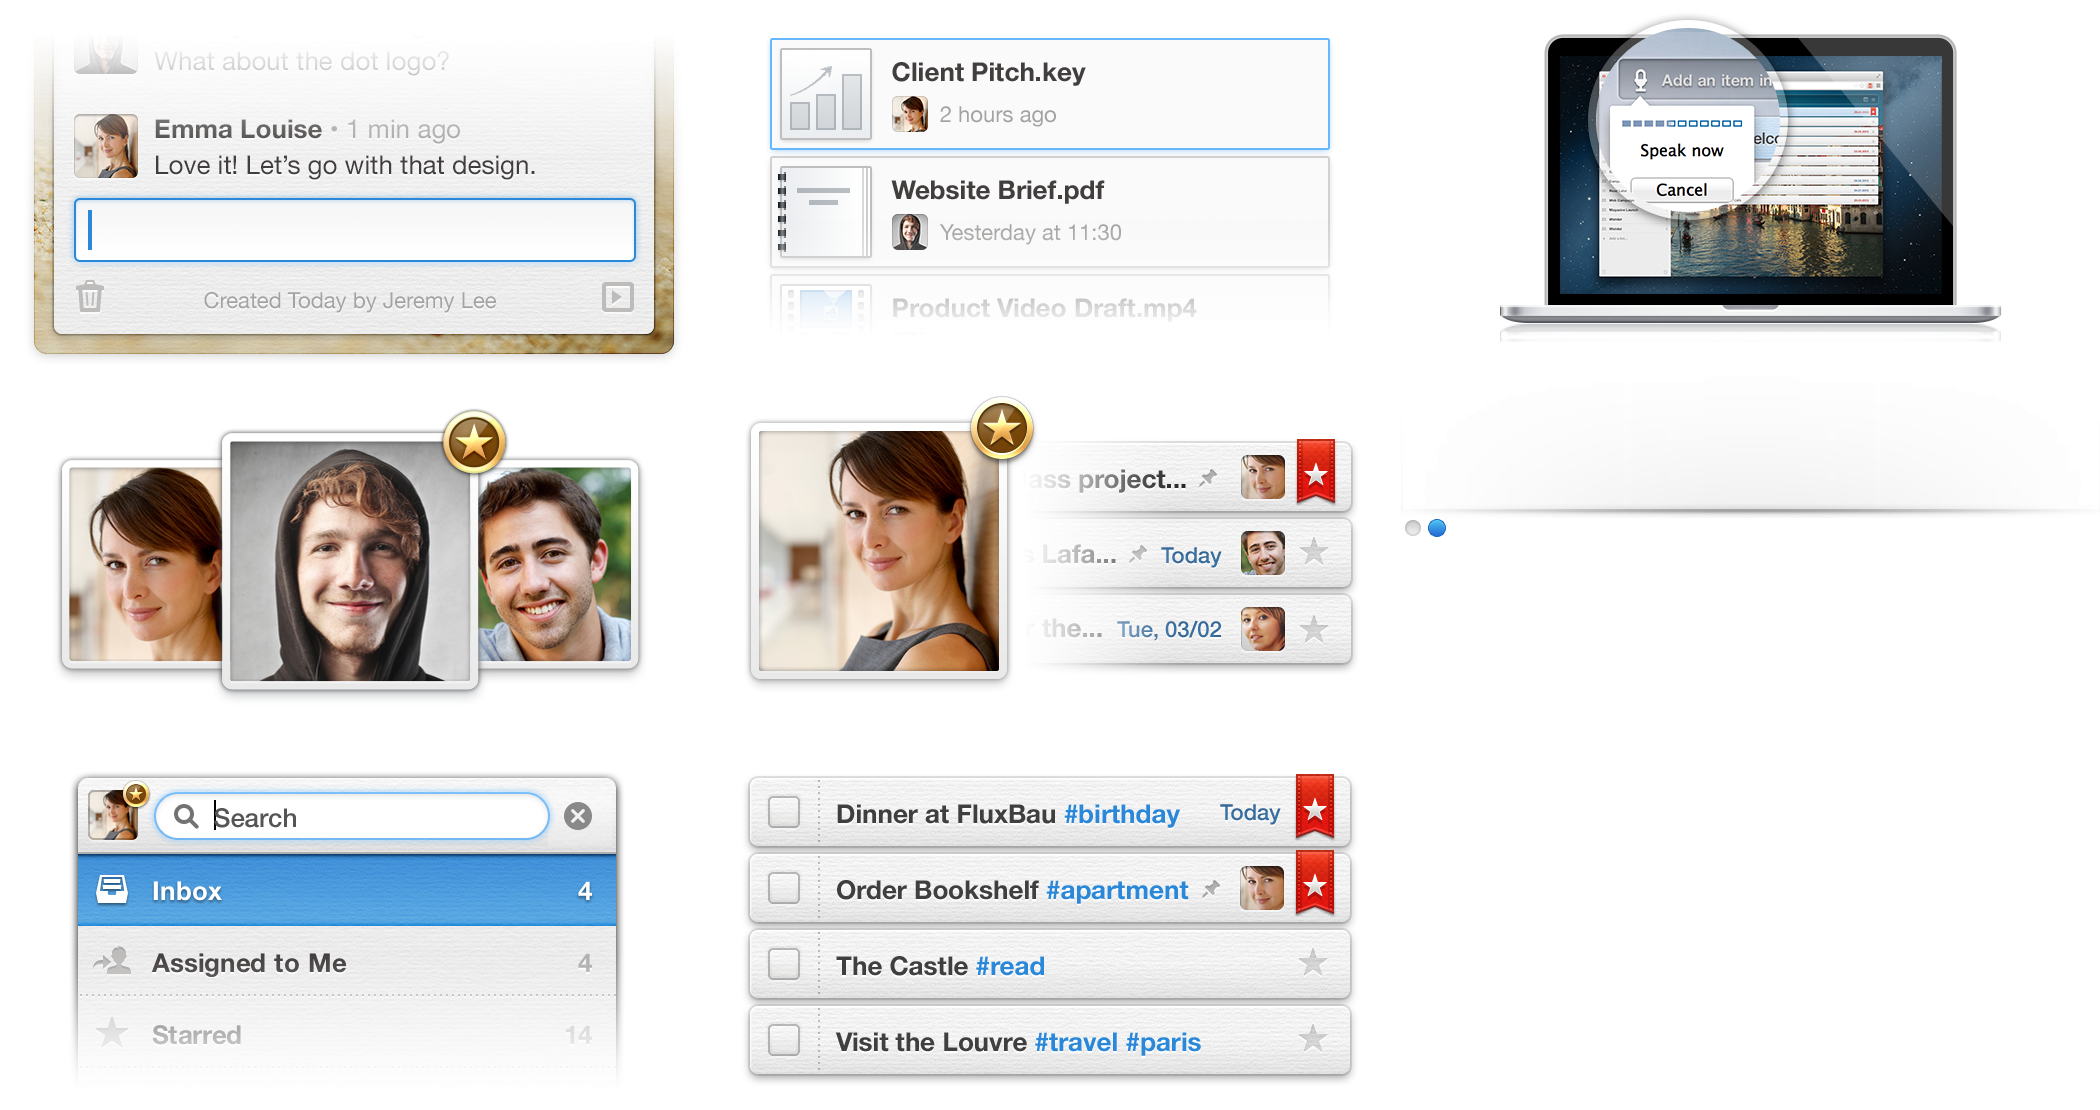 What about the dot logo?
Emma Louise • 1 min ago
Love it! Let's go with that design.
Created Today by Jeremy Lee
Client Pitch.key
2 hours ago
Website Brief.pdf
Yesterday at 11:30
Product Video Draft.mp4
Add an item in
Speak now
Cancel
project...
Lafa... Today
the... Tue, 03/02
Search
Inbox 4
Assigned to Me 4
Starred 14
Dinner at FluxBau #birthday Today
Order Bookshelf #apartment
The Castle #read
Visit the Louvre #travel #paris